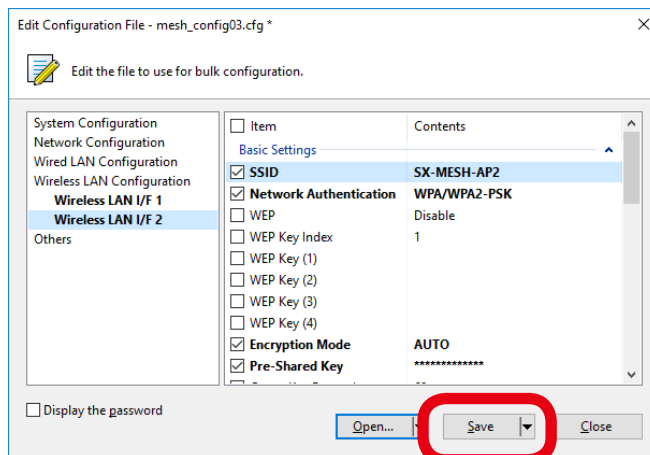 Edit Configuration File - mesh_config03.cfg *
Edit the file to use for bulk configuration.
System Configuration
Network Configuration
Wired LAN Configuration
Wireless LAN Configuration
Wireless LAN I/F 1
Wireless LAN I/F 2
Others
Item Contents
Basic Settings
SSID SX-MESH-AP2
Network Authentication WPA/WPA2-PSK
WEP Disable
WEP Key Index 1
WEP Key (1)
WEP Key (2)
WEP Key (3)
WEP Key (4)
Encryption Mode AUTO
Pre-Shared Key *************
Display the password
Open... Save Close